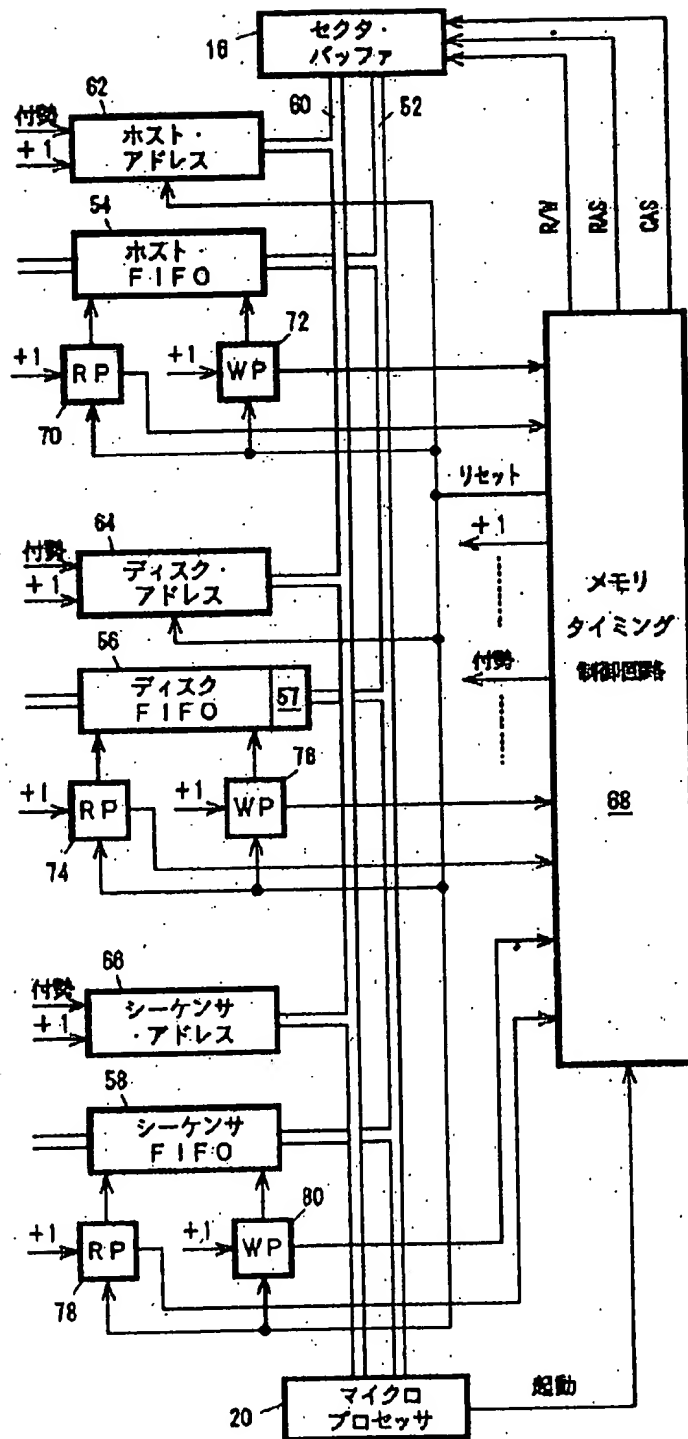 16
セクタ・
バッファ
62
60
52
付勢
+1
ホスト・
アドレス
54
ホスト・
FIFO
R/W
RAS
CAS
72
+1
RP
+1
WP
70
リセット
64
付勢
+1
ディスク・
アドレス
+1
メモリ
タイミング
制御回路
68
付勢
56
ディスク
FIFO
57
76
+1
RP
+1
WP
74
66
付勢
+1
シーケンサ
・アドレス
58
シーケンサ
FIFO
80
+1
RP
+1
WP
78
20
マイクロ
プロセッサ
起動